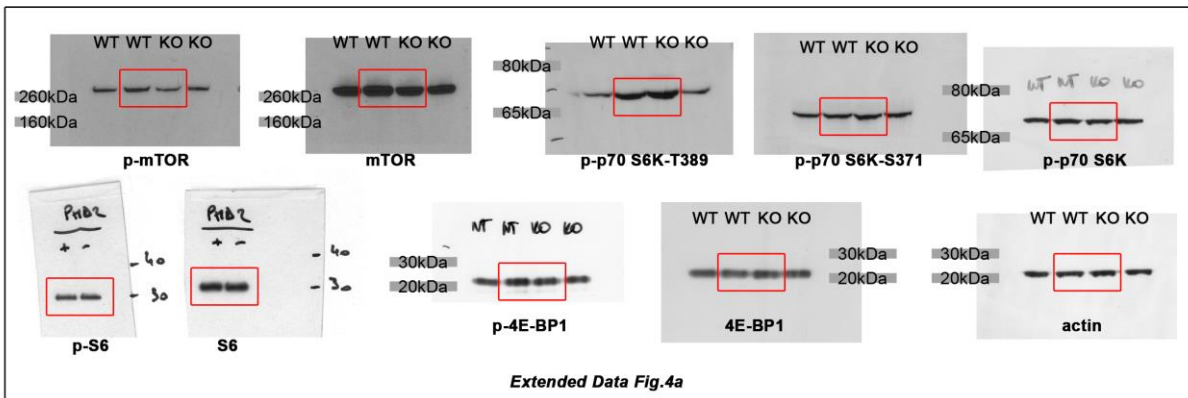 WT WT KO KO
260kDa
160kDa
p-mTOR
WT WT KO KO
260kDa
160kDa
mTOR
WT WT KO KO
80kDa
65kDa
p-p70 S6K-T389
WT WT KO KO
p-p70 S6K-S371
WT WT KO KO
80kDa
65kDa
p-p70 S6K
PHD2
+ -
- 40
- 30
p-S6
PHD2
+ -
- 40
- 30
S6
WT WT KO KO
30kDa
20kDa
p-4E-BP1
WT WT KO KO
30kDa
20kDa
4E-BP1
WT WT KO KO
30kDa
20kDa
actin
Extended Data Fig.4a